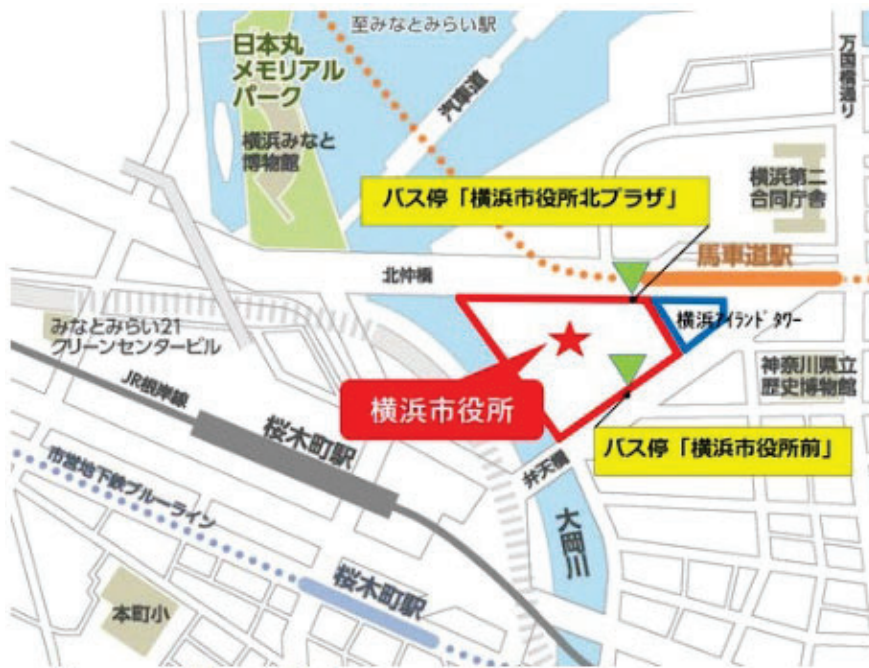 至みなとみらい駅
日本丸
メモリアル
パーク
汽車道
万国橋通り
横浜みなと
博物館
横浜第二
合同庁舎
バス停「横浜市役所北プラザ」
馬車道駅
北仲橋
みなとみらい21
グリーンセンタービル
横浜アイランドタワー
神奈川県立
歴史博物館
JR根岸線
横浜市役所
桜木町駅
バス停「横浜市役所前」
弁天橋
市営地下鉄ブルーライン
大岡川
桜木町駅
本町小